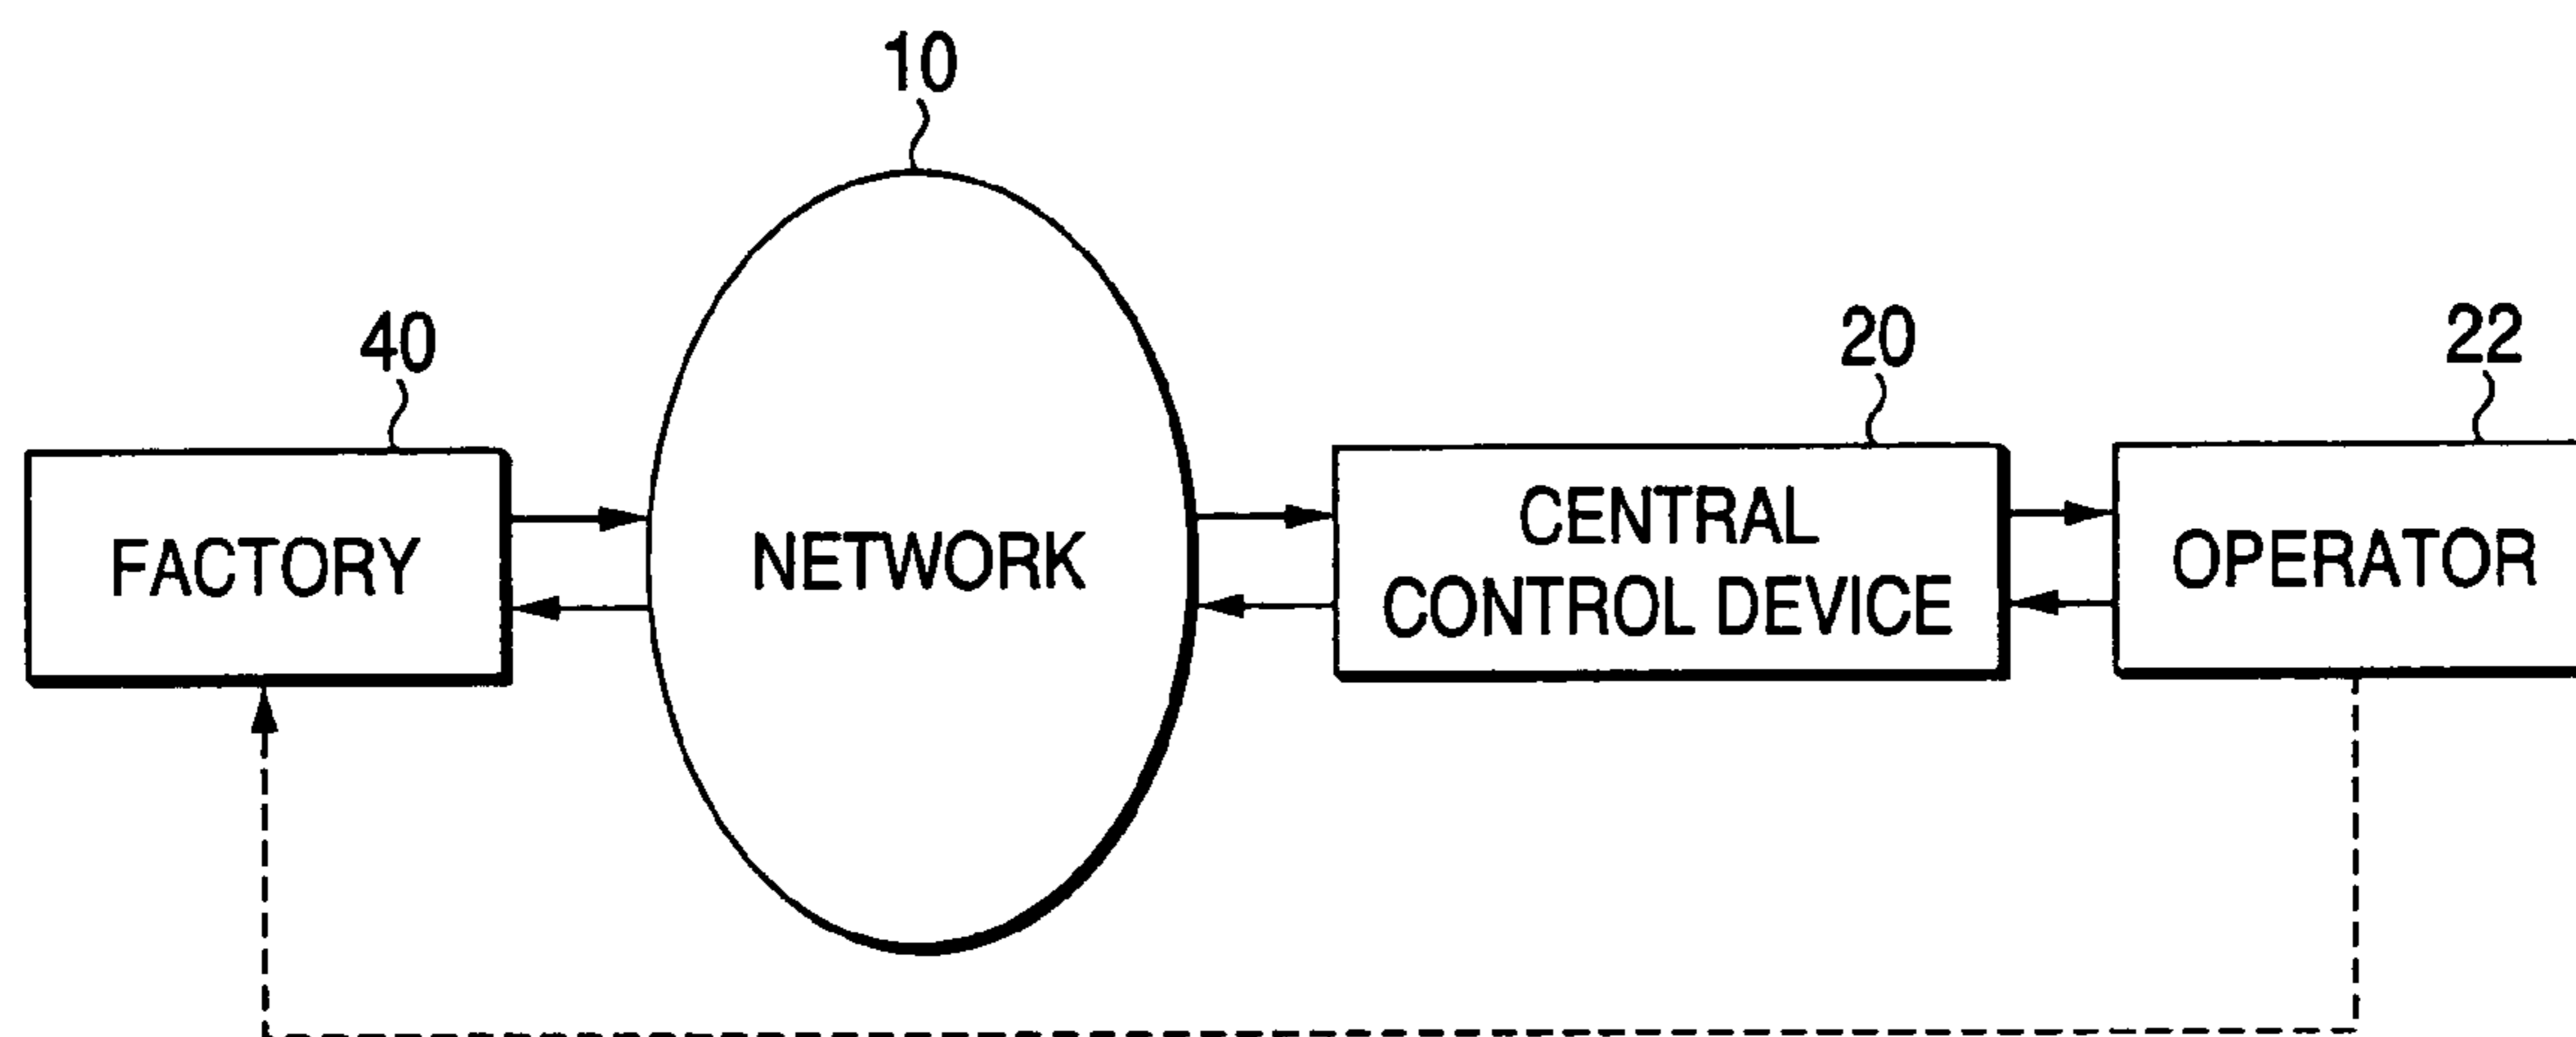 10
40
20
22
FACTORY
NETWORK
CENTRAL
CONTROL DEVICE
OPERATOR